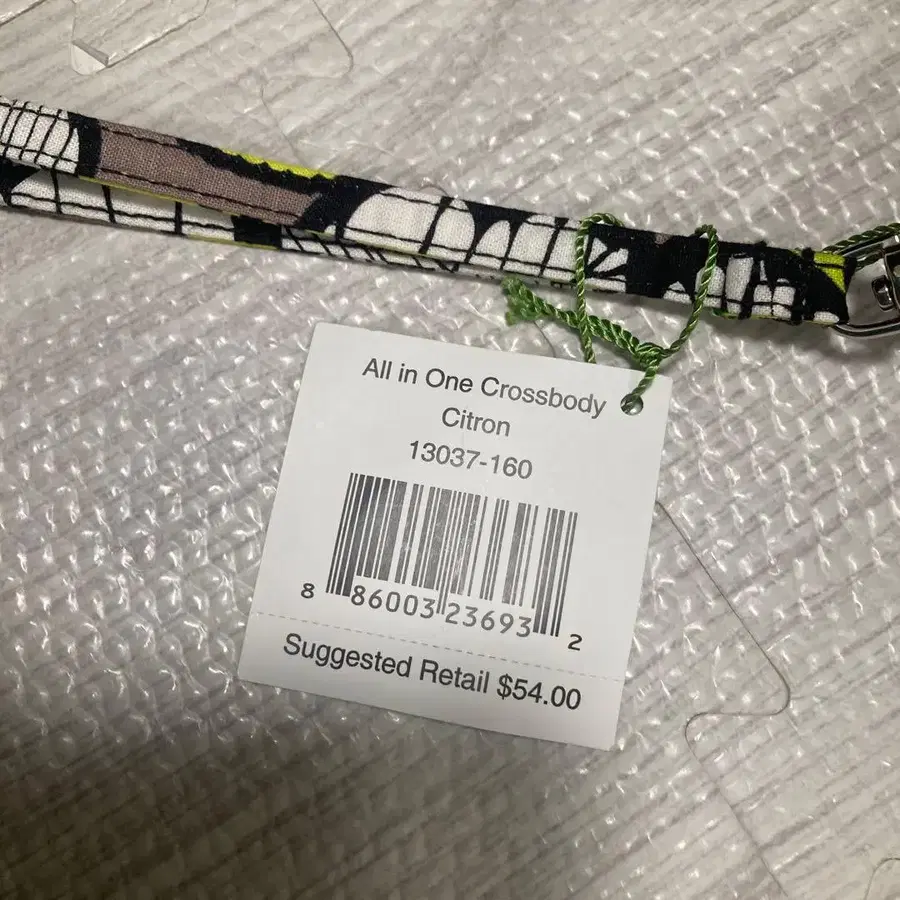 All in One Crossbody
Citron
13037-160
8 86003 23693 2
Suggested Retail $54.00